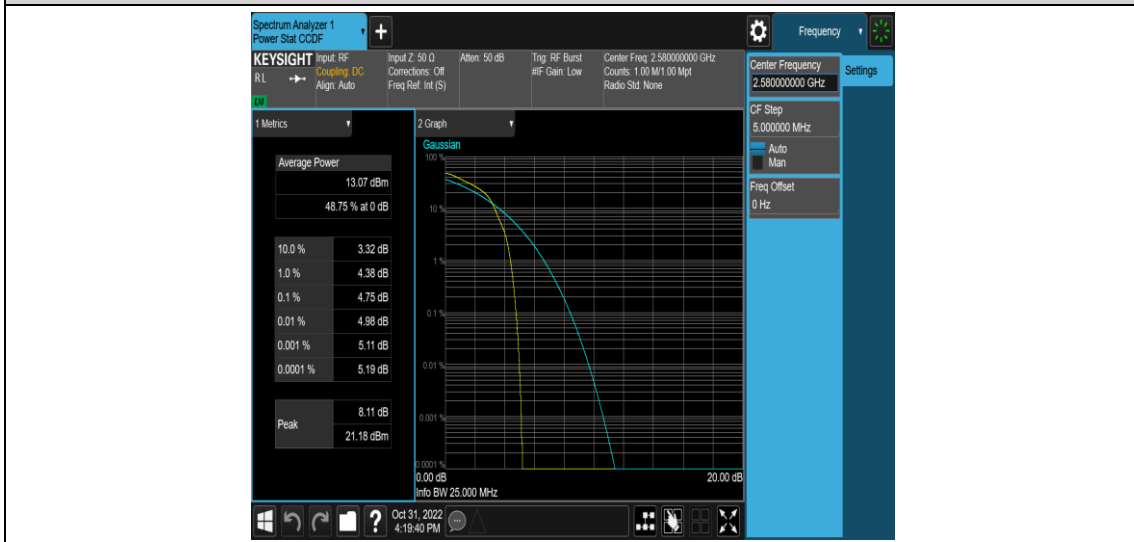 Spectrum Analyzer 1
Power Stat CCDF
+
Frequency
KEYSIGHT
RL
Input: RF
Coupling: DC
Align: Auto
Input Z: 50 Ω
Corrections: Off
Freq Ref: Int (S)
Atten: 50 dB
Trig: RF Burst
#IF Gain: Low
Center Freq: 2.580000000 GHz
Counts: 1.00 M/1.00 Mpt
Radio Std: None
Center Frequency
2.580000000 GHz
Settings
CF Step
5.000000 MHz
Auto
Man
Freq Offset
0 Hz
1 Metrics
Average Power
13.07 dBm
48.75 % at 0 dB
10.0 % 3.32 dB
1.0 % 4.38 dB
0.1 % 4.75 dB
0.01 % 4.98 dB
0.001 % 5.11 dB
0.0001 % 5.19 dB
Peak
8.11 dB
21.18 dBm
2 Graph
Gaussian
100 %
10 %
1 %
0.1 %
0.01 %
0.001 %
0.0001 %
0.00 dB 20.00 dB
Info BW 25.000 MHz
?
Oct 31, 2022
4:19:40 PM